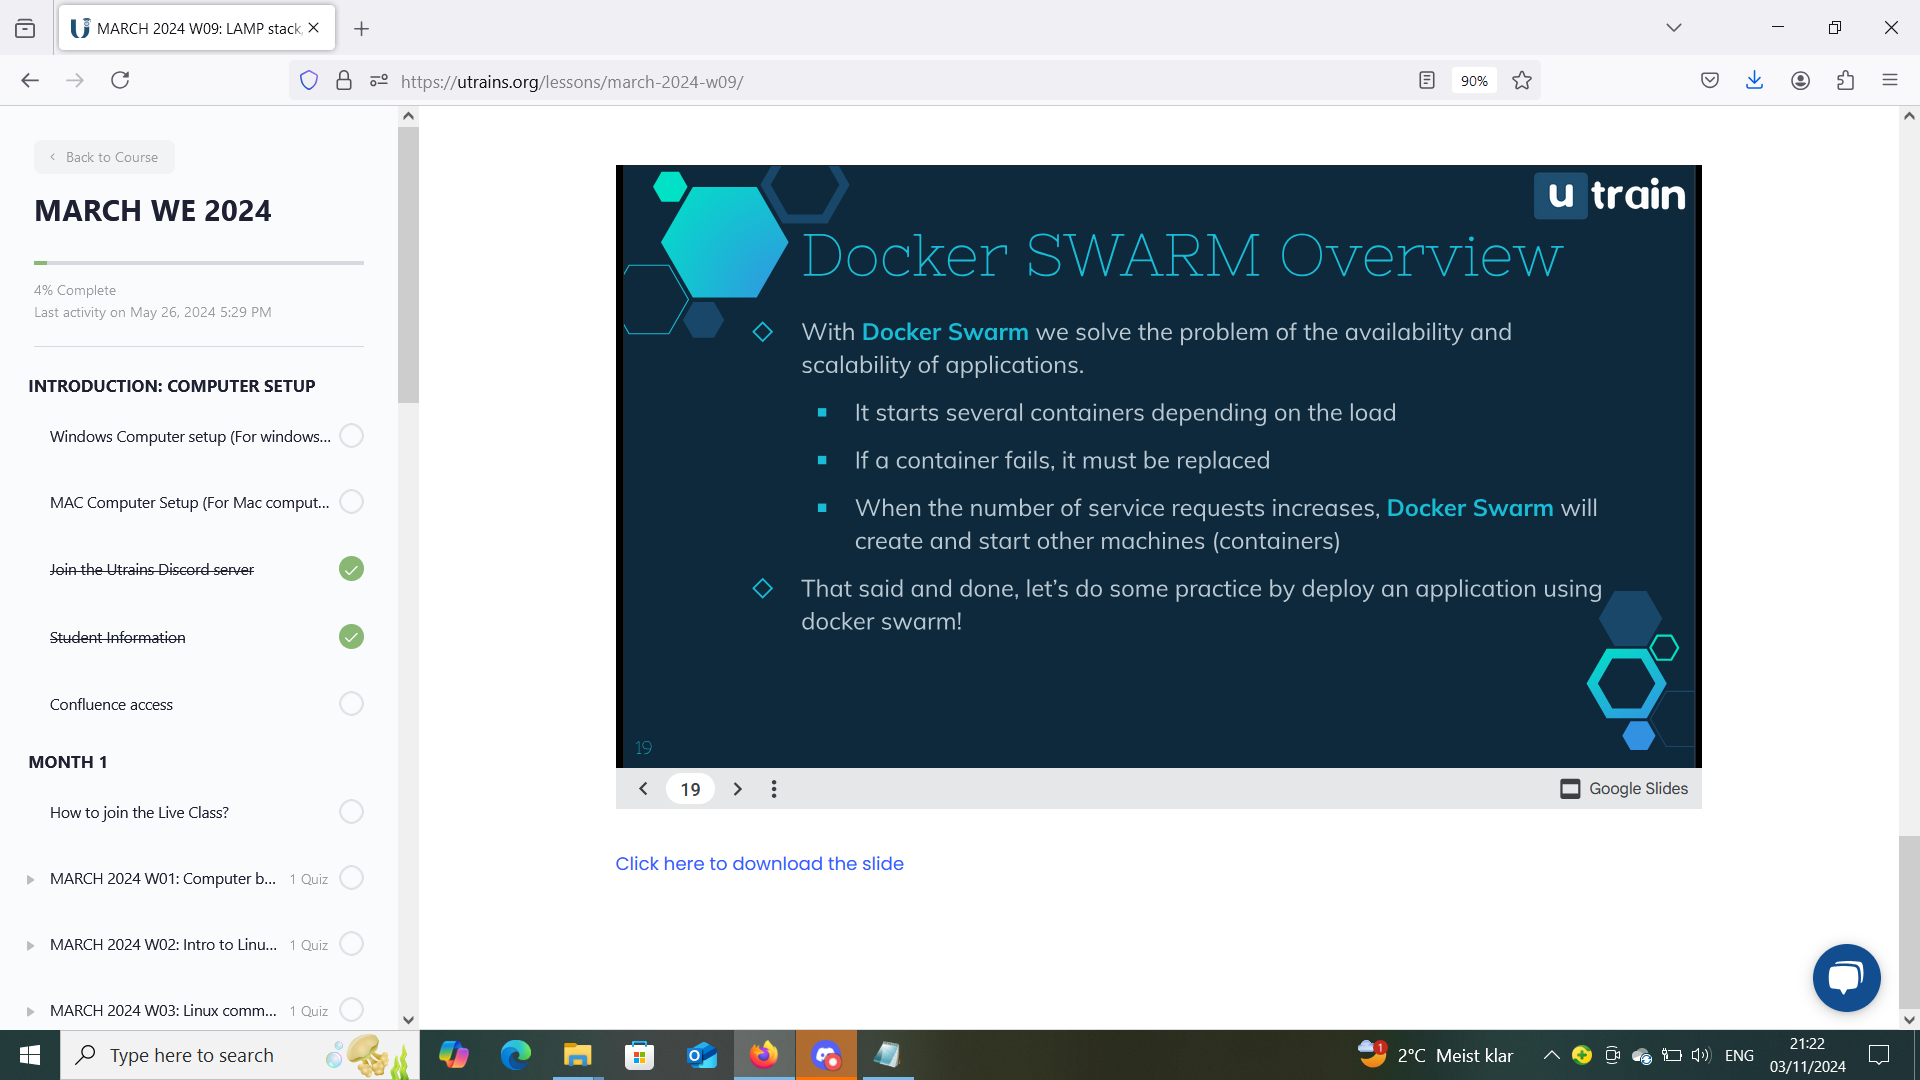 MARCH 2024 W09: LAMP stack,
https://utrains.org/lessons/march-2024-w09/
90%
Back to Course
MARCH WE 2024
4% Complete
Last activity on May 26, 2024 5:29 PM
INTRODUCTION: COMPUTER SETUP
Windows Computer setup (For windows...
MAC Computer Setup (For Mac comput...
Join the Utrains Discord server
Student Information
Confluence access
MONTH 1
How to join the Live Class?
MARCH 2024 W01: Computer b... 1 Quiz
MARCH 2024 W02: Intro to Linu... 1 Quiz
MARCH 2024 W03: Linux comm... 1 Quiz
u train
Docker SWARM Overview
With Docker Swarm we solve the problem of the availability and
scalability of applications.
It starts several containers depending on the load
If a container fails, it must be replaced
When the number of service requests increases, Docker Swarm will
create and start other machines (containers)
That said and done, let's do some practice by deploy an application using
docker swarm!
19
19
Google Slides
Click here to download the slide
Type here to search
1
2°C Meist klar
ENG
21:22
03/11/2024